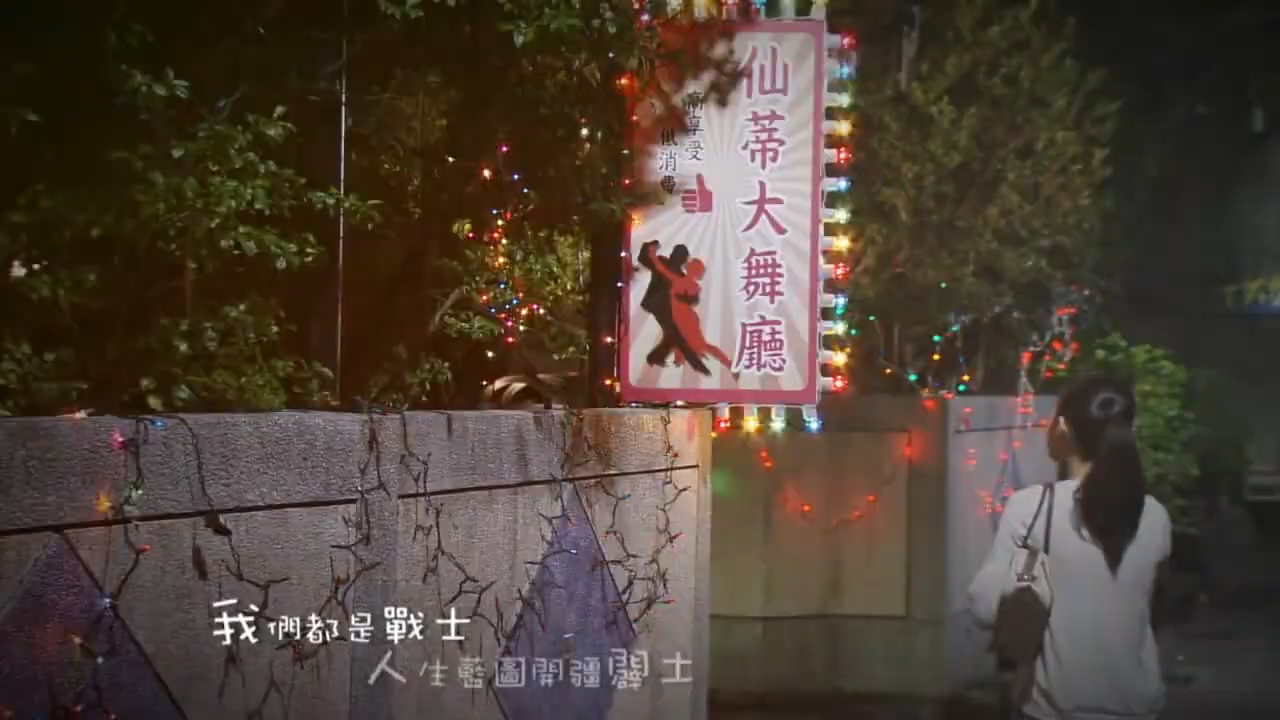 仙蒂大舞廳
高享受
低消費
我們都是戰士
人生藍圖開疆闢土